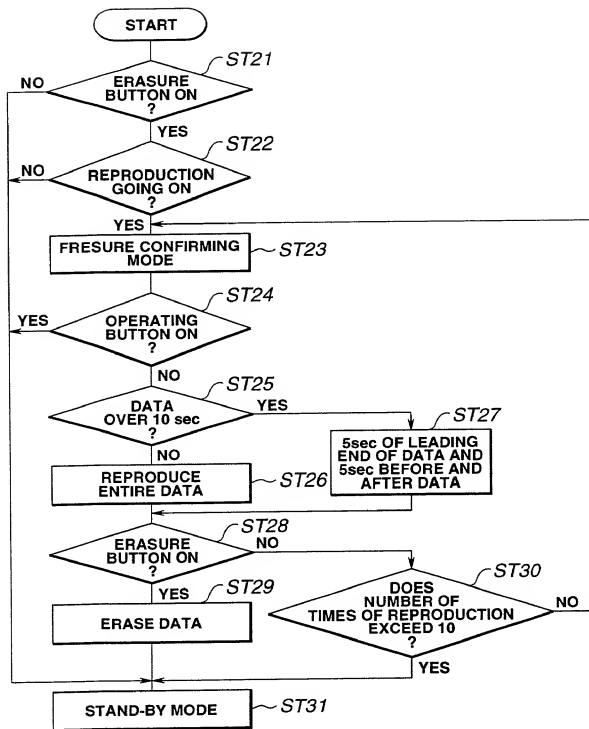 START
ST21
ERASURE
BUTTON ON
?
NO
YES
ST22
REPRODUCTION
GOING ON
?
NO
YES
FRESURE CONFIRMING
MODE
ST23
ST24
OPERATING
BUTTON ON
?
YES
NO
ST25
DATA
OVER 10 sec
?
YES
NO
ST27
5sec OF LEADING
END OF DATA AND
5sec BEFORE AND
AFTER DATA
REPRODUCE
ENTIRE DATA
ST26
ST28
ERASURE
BUTTON ON
?
NO
YES
ST29
ERASE DATA
ST30
DOES
NUMBER OF
TIMES OF REPRODUCTION
EXCEED 10
?
NO
YES
STAND-BY MODE
ST31